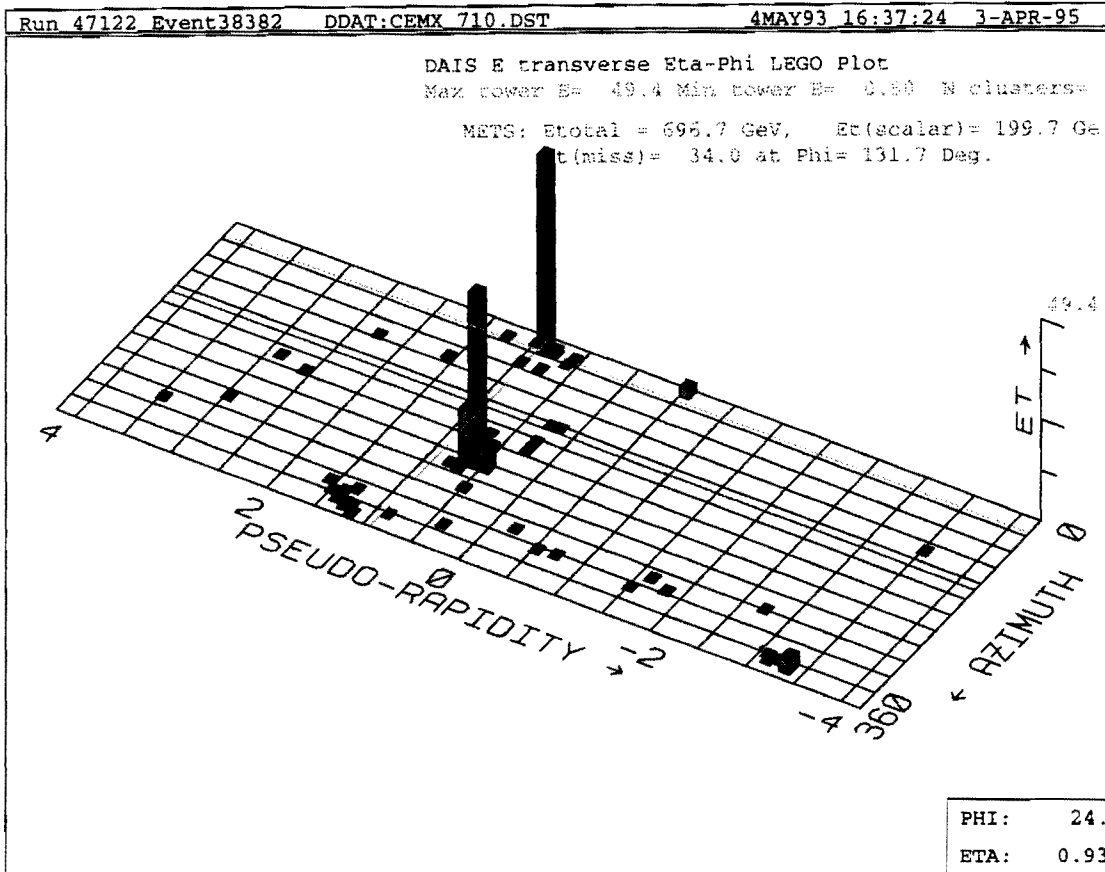 Run 47122 Event38382 DDAT:CEMX_710.DST 4MAY93 16:37:24 3-APR-95
DAIS E transverse Eta-Phi LEGO Plot
Max tower E= 49.4 Min tower E= 0.50 N clusters=
METS: Etotal = 696.7 GeV, Et(scalar)= 199.7 Ge
t(miss)= 34.0 at Phi= 131.7 Deg.
49.4
ET →
4
2
0
-2
-4
PSEUDO-RAPIDITY →
0
360
← AZIMUTH
PHI: 24.
ETA: 0.93